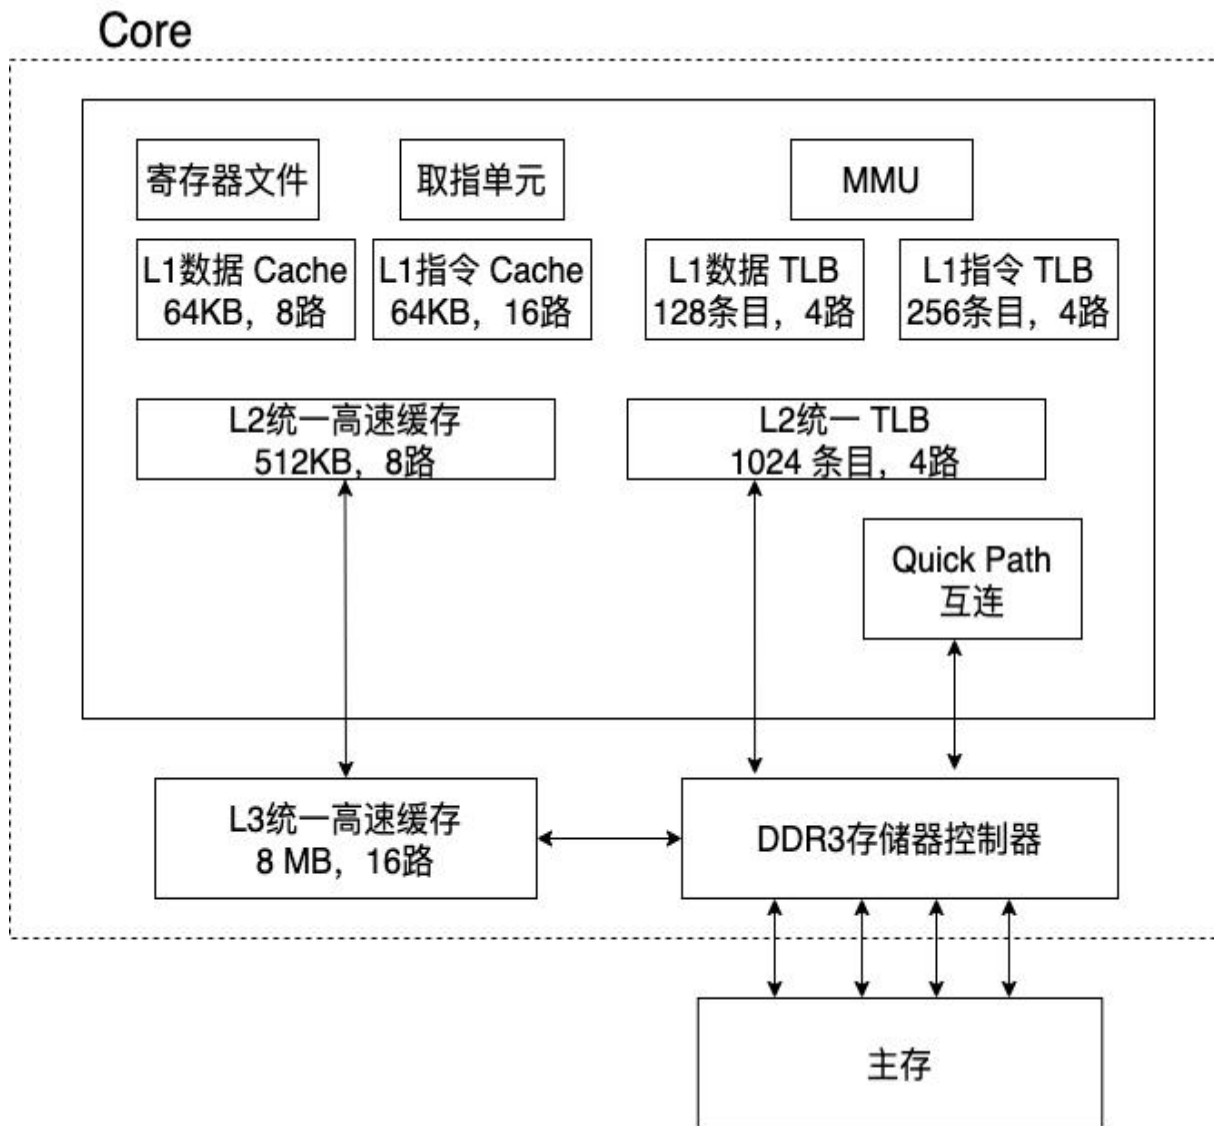 Core
寄存器文件
取指单元
MMU
L1数据 Cache
64KB，8路
L1指令 Cache
64KB，16路
L1数据 TLB
128条目，4路
L1指令 TLB
256条目，4路
L2统一高速缓存
512KB，8路
L2统一 TLB
1024 条目，4路
Quick Path
互连
L3统一高速缓存
8 MB，16路
DDR3存储器控制器
主存